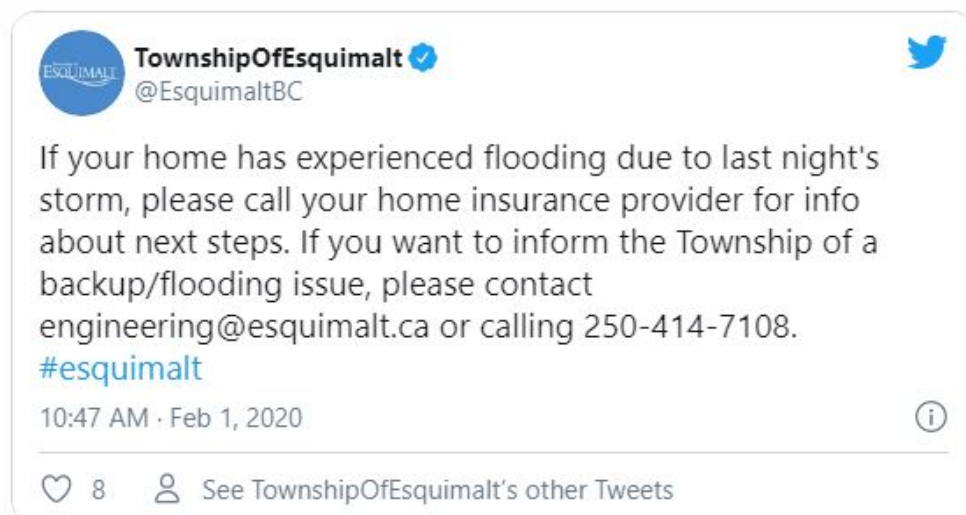 ESQUIMALT
TownshipOfEsquimalt
@EsquimaltBC
If your home has experienced flooding due to last night's
storm, please call your home insurance provider for info
about next steps. If you want to inform the Township of a
backup/flooding issue, please contact
engineering@esquimalt.ca or calling 250-414-7108.
#esquimalt
10:47 AM · Feb 1, 2020
8 See TownshipOfEsquimalt's other Tweets